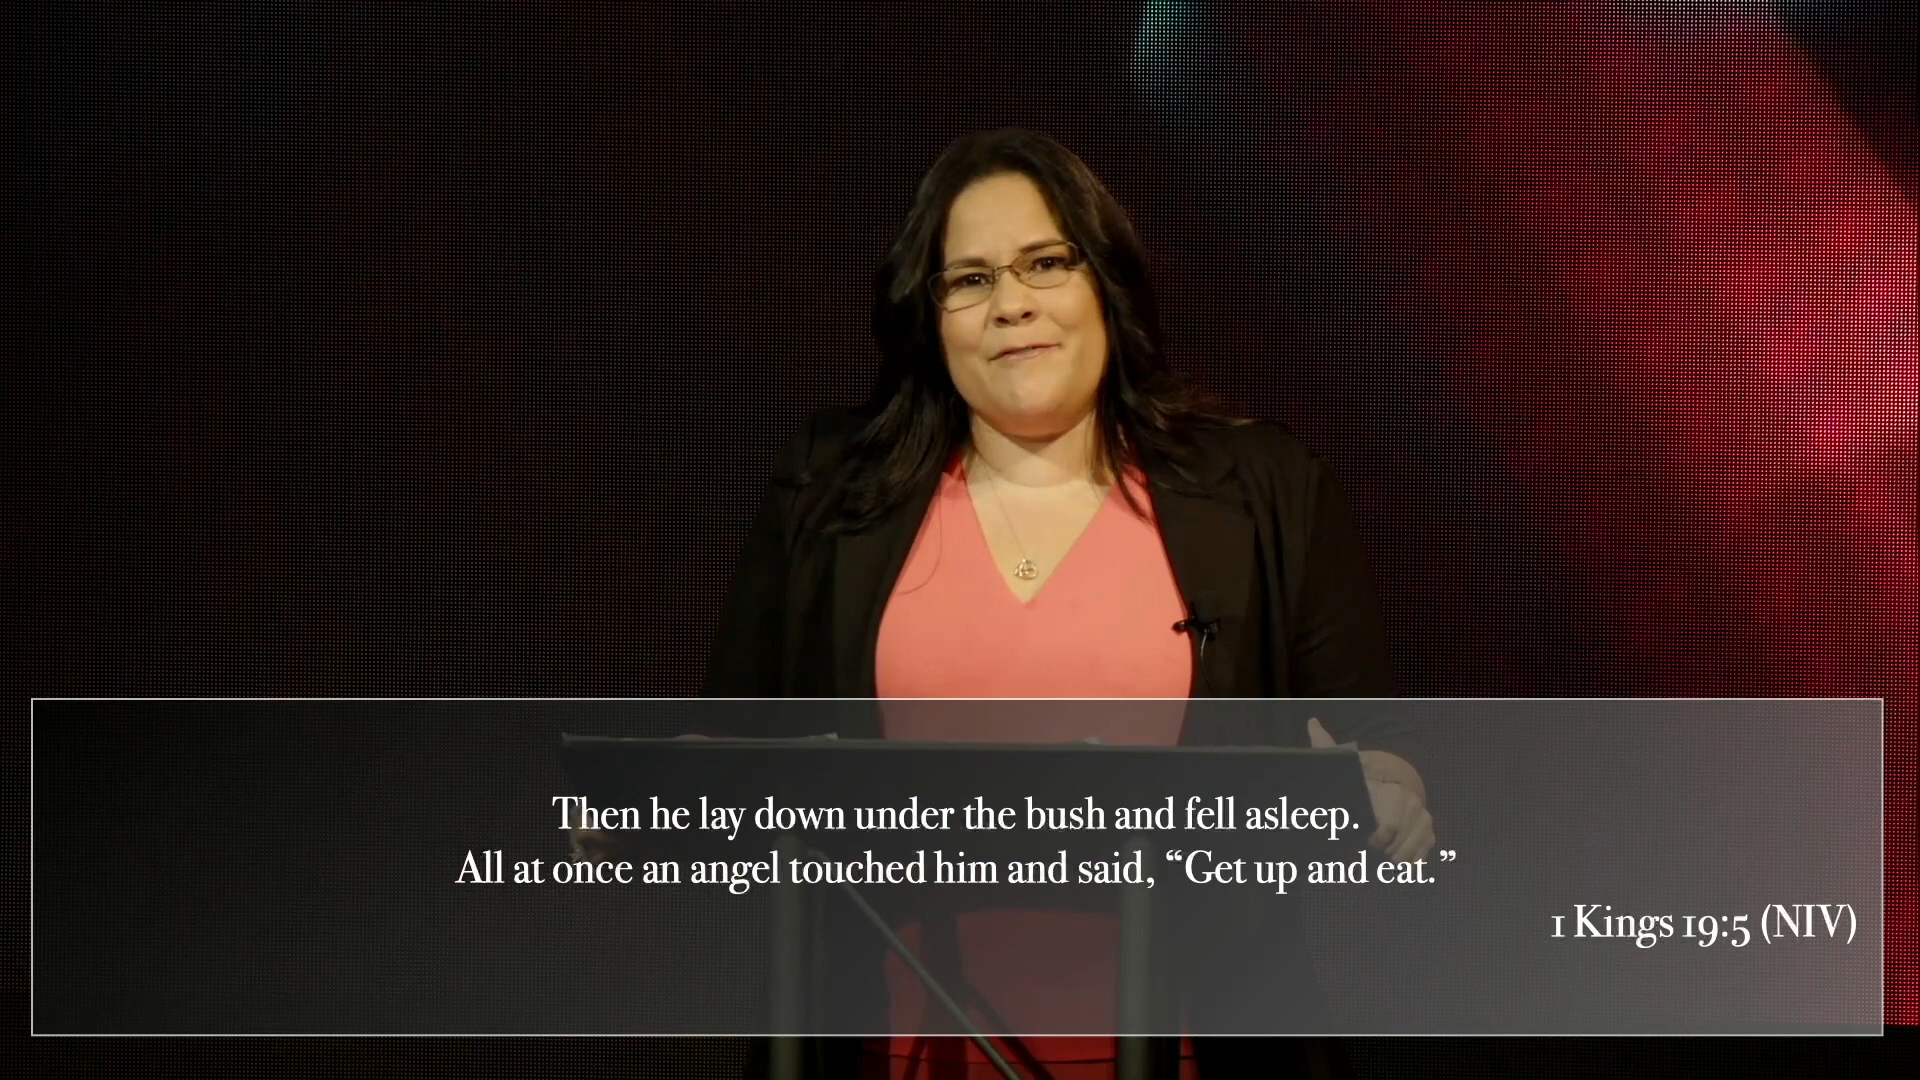 Then he lay down under the bush and fell asleep.
All at once an angel touched him and said, “Get up and eat.”
1 Kings 19:5 (NIV)